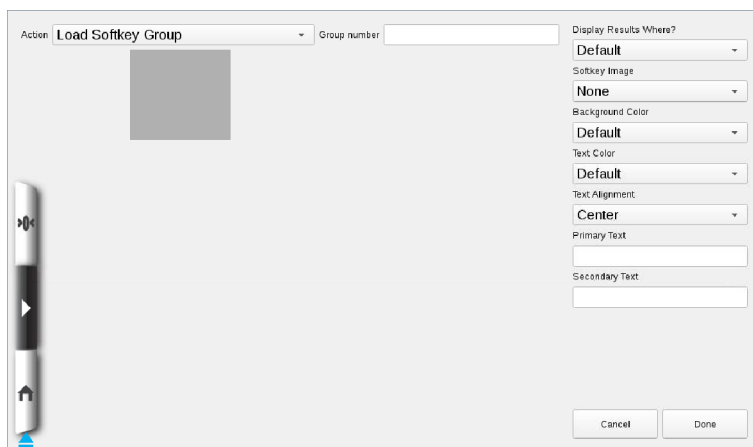 Action Load Softkey Group Group number
Display Results Where?
Default
Softkey Image
None
Background Color
Default
Text Color
Default
Text Alignment
Center
Primary Text
Secondary Text
>0<
Cancel Done